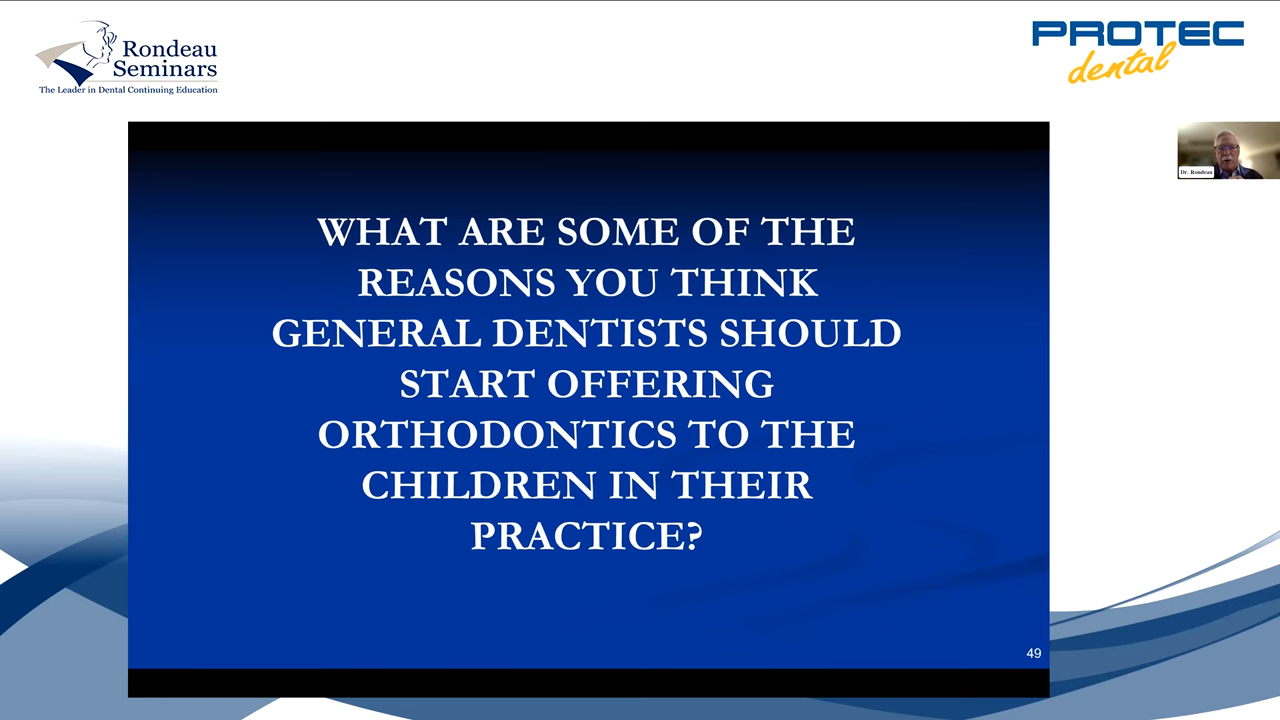 Rondeau
Seminars
The Leader in Dental Continuing Education
PROTEC
dental
Dr. Rondeau
WHAT ARE SOME OF THE
REASONS YOU THINK
GENERAL DENTISTS SHOULD
START OFFERING
ORTHODONTICS TO THE
CHILDREN IN THEIR
PRACTICE?
49